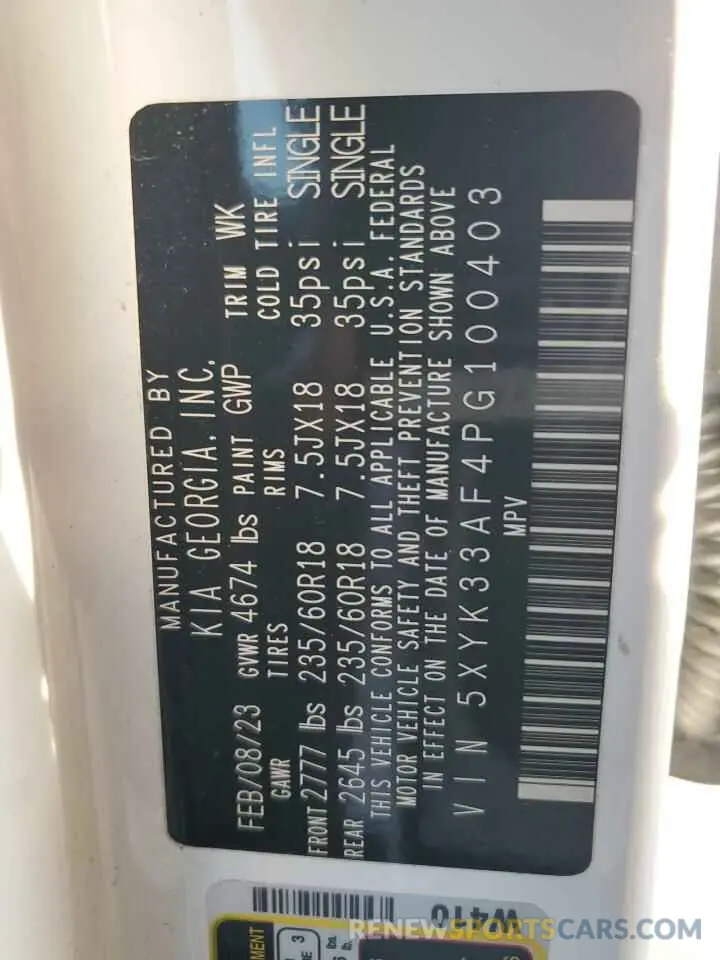 MANUFACTURED BY
KIA GEORGIA, INC.
FEB/08/23 GVWR 4674 lbs PAINT GWP TRIM WK
GAWR TIRES RIMS COLD TIRE INFL
FRONT 2777 lbs 235/60R18 7.5JX18 35psi SINGLE
REAR 2645 lbs 235/60R18 7.5JX18 35psi SINGLE
THIS VEHICLE CONFORMS TO ALL APPLICABLE U.S.A. FEDERAL
MOTOR VEHICLE SAFETY AND THEFT PREVENTION STANDARDS
IN EFFECT ON THE DATE OF MANUFACTURE SHOWN ABOVE
VIN 5XYK33AF4PG100403
MPV
W410
3
RENEWSPORTSCARS.COM